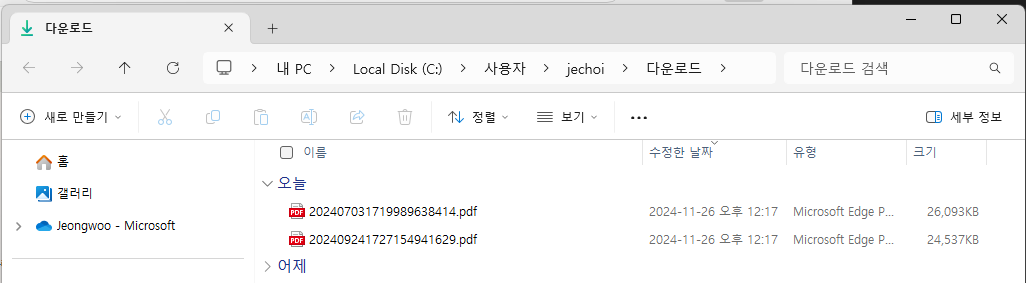 다운로드
내 PC > Local Disk (C:) > 사용자 > jechoi > 다운로드 >
다운로드 검색
새로 만들기
정렬
보기
세부 정보
홈
갤러리
Jeongwoo - Microsoft
이름 수정한 날짜 유형 크기
오늘
202407031719989638414.pdf 2024-11-26 오후 12:17 Microsoft Edge P... 26,093KB
202409241727154941629.pdf 2024-11-26 오후 12:17 Microsoft Edge P... 24,537KB
어제